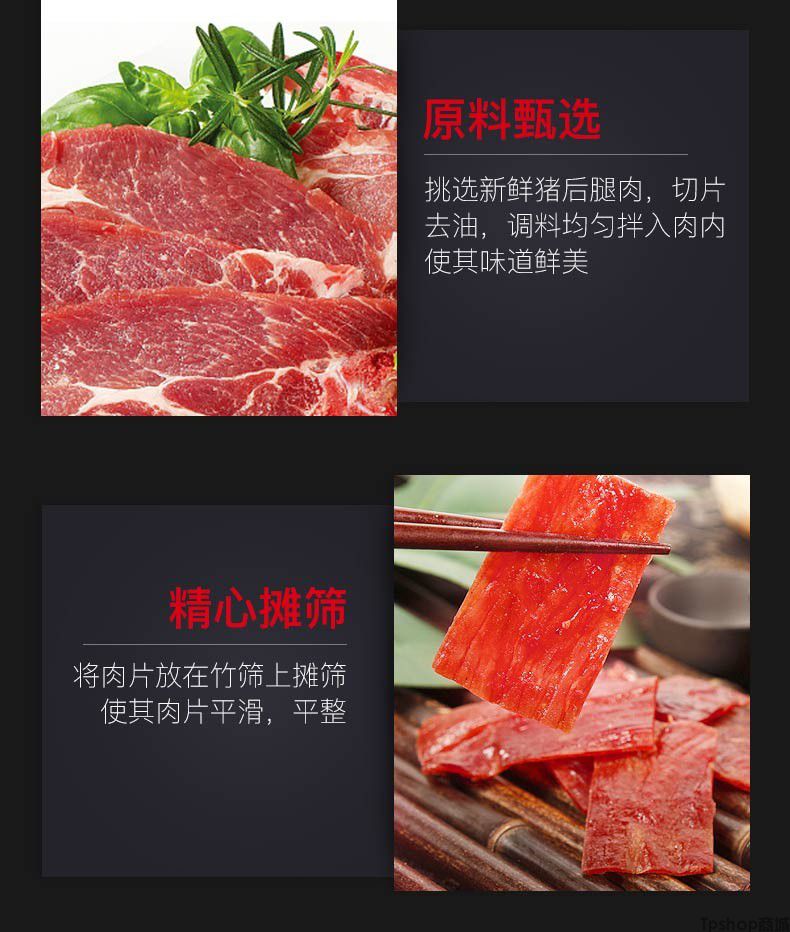 原料甄选
挑选新鲜猪后腿肉，切片
去油，调料均匀拌入肉内
使其味道鲜美
精心摊筛
将肉片放在竹筛上摊筛
使其肉片平滑，平整
Tpshop商城